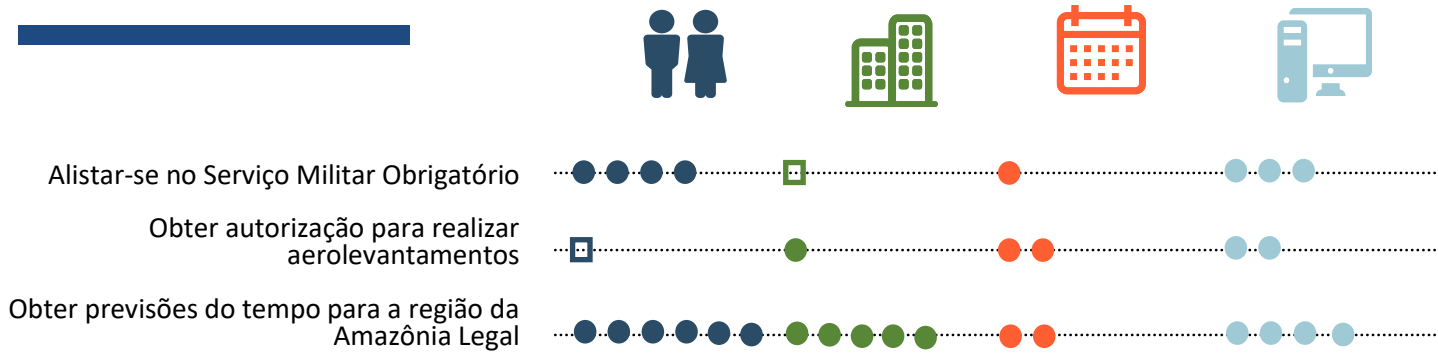 Alistar-se no Serviço Militar Obrigatório
Obter autorização para realizar
aerolevantamentos
Obter previsões do tempo para a região da
Amazônia Legal